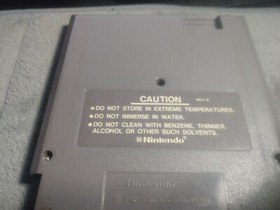 CAUTION
•DO NOT STORE IN EXTREME TEMPERATURES.
•DO NOT IMMERSE IN WATER.
•DO NOT CLEAN WITH BENZENE, THINNER,
ALCOHOL OR OTHER SUCH SOLVENTS.
Nintendo®
Nintendo